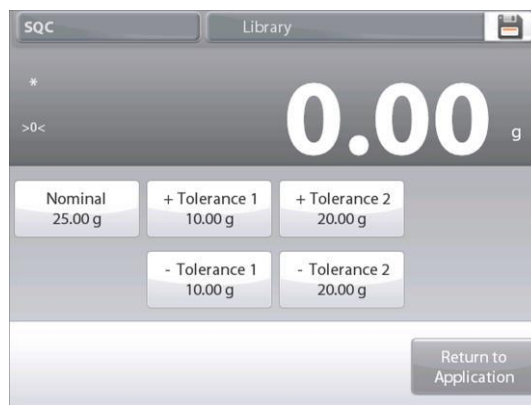 SQC
Library
*
>0<
0.00
g
Nominal
25.00 g
+ Tolerance 1
10.00 g
+ Tolerance 2
20.00 g
- Tolerance 1
10.00 g
- Tolerance 2
20.00 g
Return to
Application